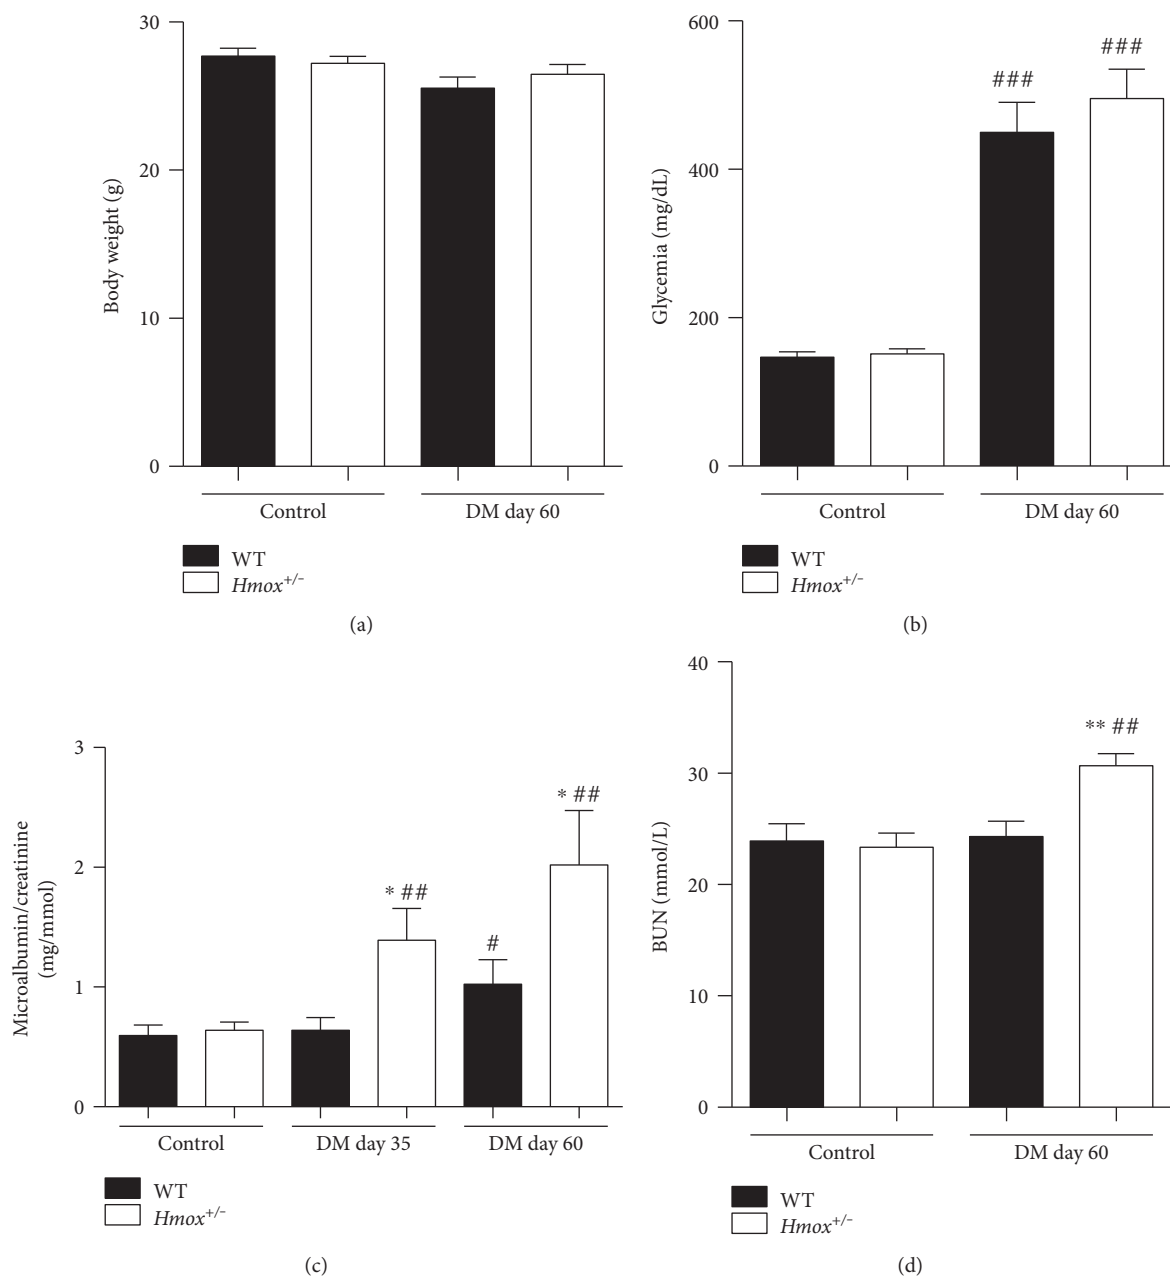 30
20
10
0
Body weight (g)
Control
DM day 60
WT
Hmox+/−
(a)
600
400
200
0
Glycemia (mg/dL)
###
###
Control
DM day 60
WT
Hmox+/−
(b)
3
2
1
0
Microalbumin/creatinine
(mg/mmol)
* ##
#
* ##
Control
DM day 35
DM day 60
WT
Hmox+/−
(c)
40
30
20
10
0
BUN (mmol/L)
** ##
Control
DM day 60
WT
Hmox+/−
(d)